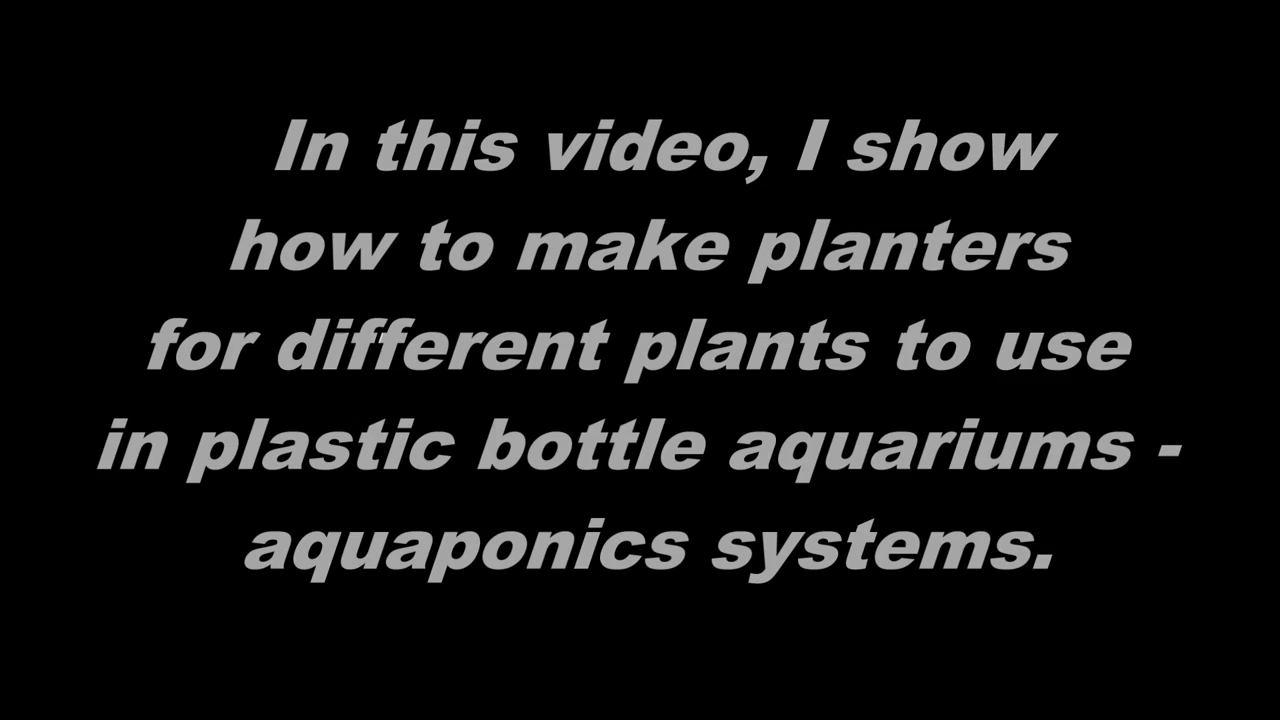 In this video, I show
how to make planters
for different plants to use
in plastic bottle aquariums -
aquaponics systems.